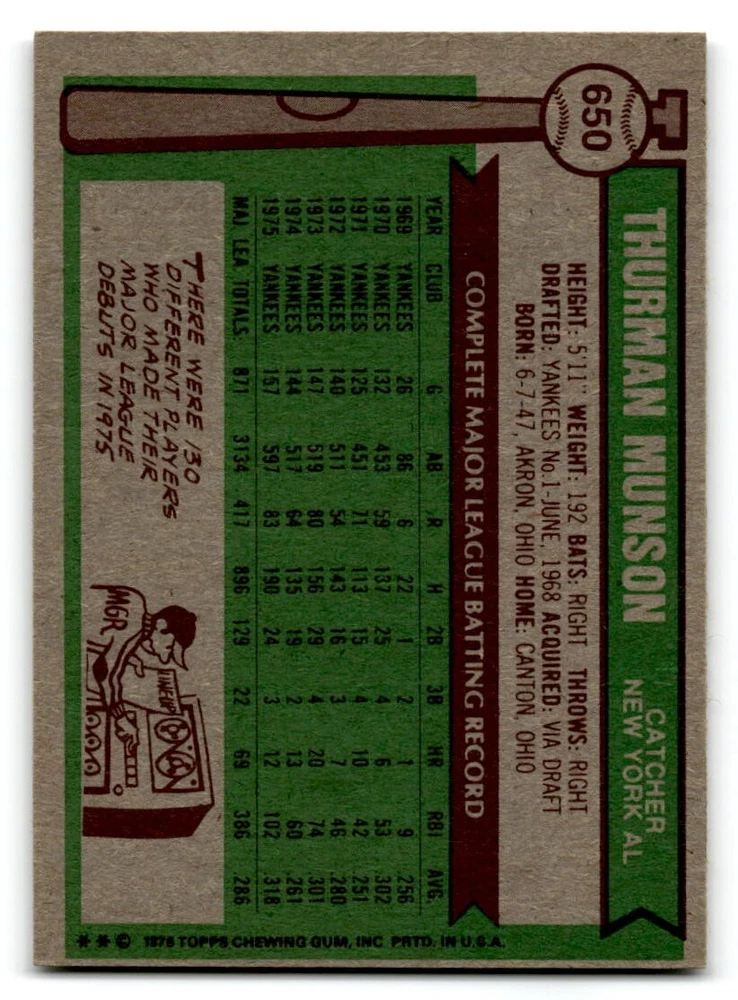 650
THURMAN MUNSON
CATCHER
NEW YORK AL
HEIGHT: 5'11" WEIGHT: 192 BATS: RIGHT THROWS: RIGHT
DRAFTED: YANKEES No.1-JUNE, 1968 ACQUIRED: VIA DRAFT
BORN: 6-7-47, AKRON, OHIO HOME: CANTON, OHIO
COMPLETE MAJOR LEAGUE BATTING RECORD
YEAR CLUB G AB R H 2B 3B HR RBI AVG.
1969 YANKEES 26 86 6 22 1 2 1 9 256
1970 YANKEES 132 453 59 137 25 4 6 53 302
1971 YANKEES 125 451 71 113 15 4 10 42 251
1972 YANKEES 140 511 54 143 16 3 7 46 280
1973 YANKEES 147 519 80 156 29 4 20 74 301
1974 YANKEES 144 517 64 135 19 2 13 60 261
1975 YANKEES 157 597 83 190 24 3 12 102 318
MAJ LEA TOTALS 871 3134 417 896 129 22 69 386 286
THERE WERE 130
DIFFERENT PLAYERS
WHO MADE THEIR
MAJOR LEAGUE
DEBUTS IN 1975
MGR
LINEUP
* * © 1976 TOPPS CHEWING GUM, INC PRTD. IN U.S.A.